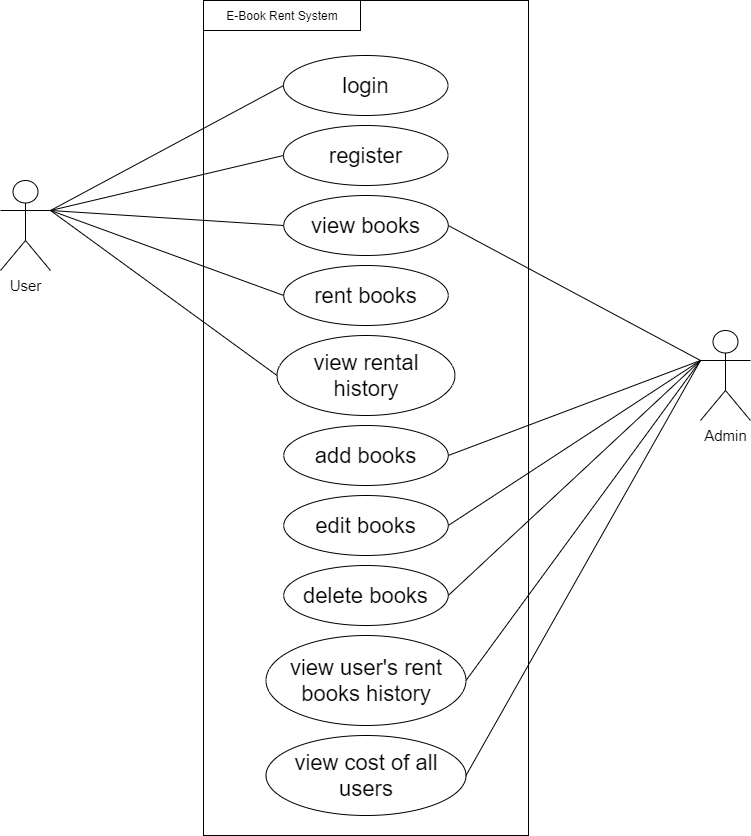 E-Book Rent System
login
register
view books
User
rent books
view rental
history
Admin
add books
edit books
delete books
view user's rent
books history
view cost of all
users